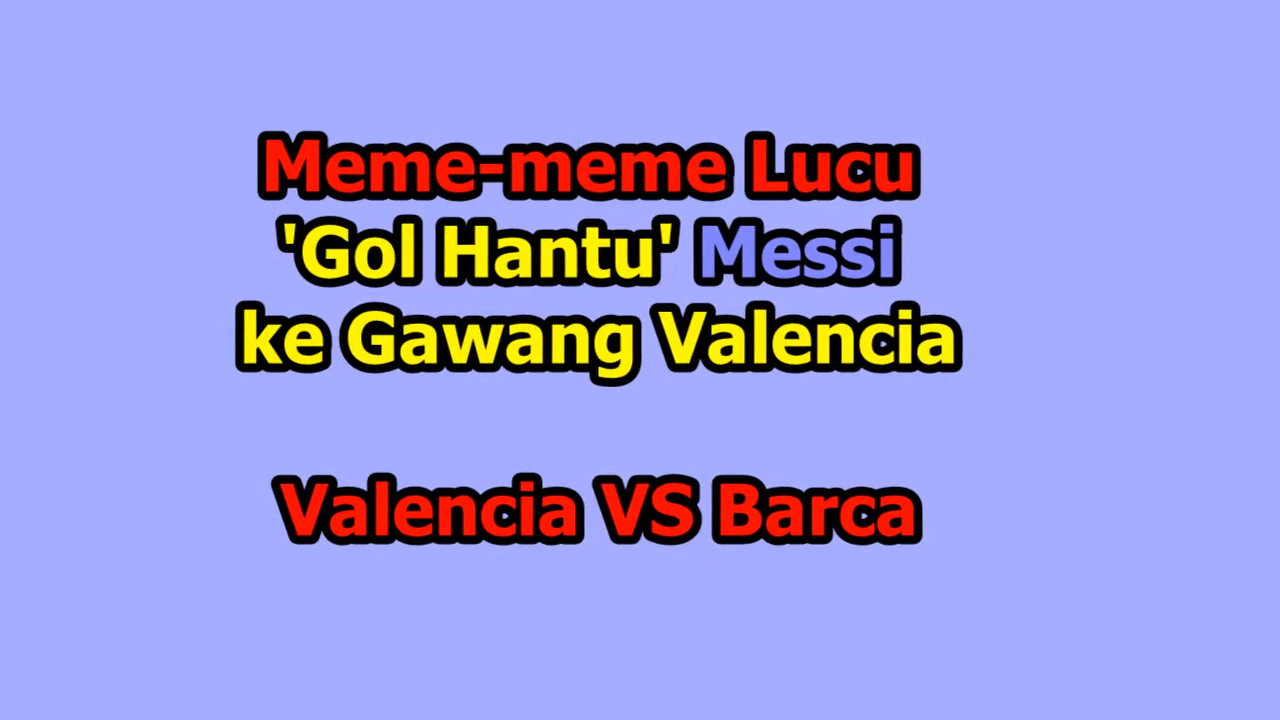 Meme-meme Lucu
'Gol Hantu' Messi
ke Gawang Valencia
Valencia VS Barca